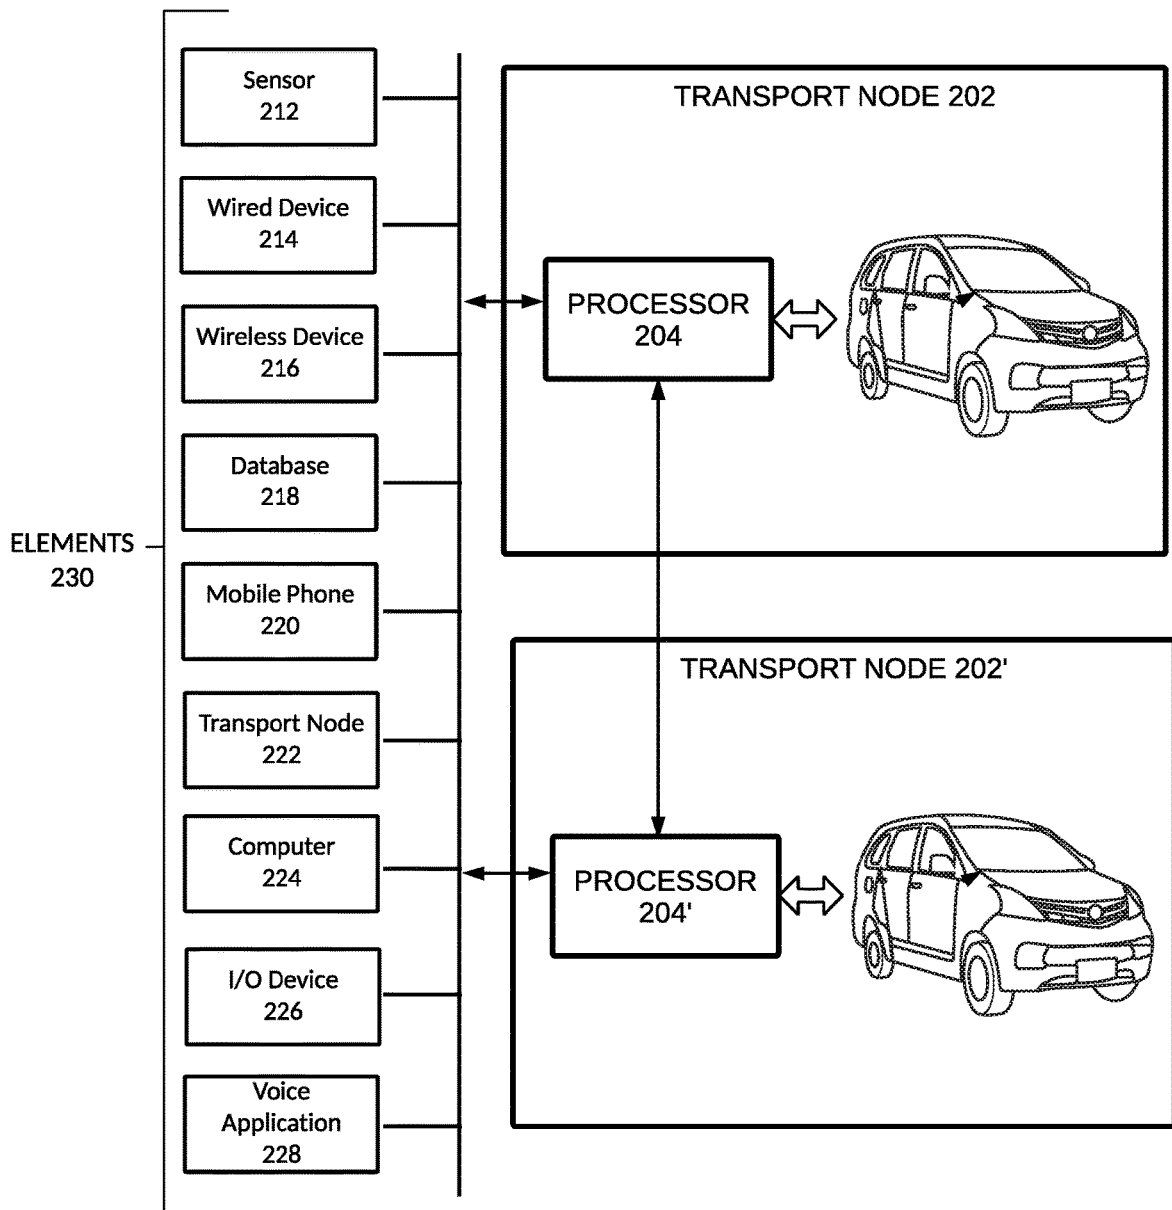 Sensor
212
Wired Device
214
Wireless Device
216
Database
218
ELEMENTS
230
Mobile Phone
220
Transport Node
222
Computer
224
I/O Device
226
Voice
Application
228
TRANSPORT NODE 202
PROCESSOR
204
TRANSPORT NODE 202'
PROCESSOR
204'